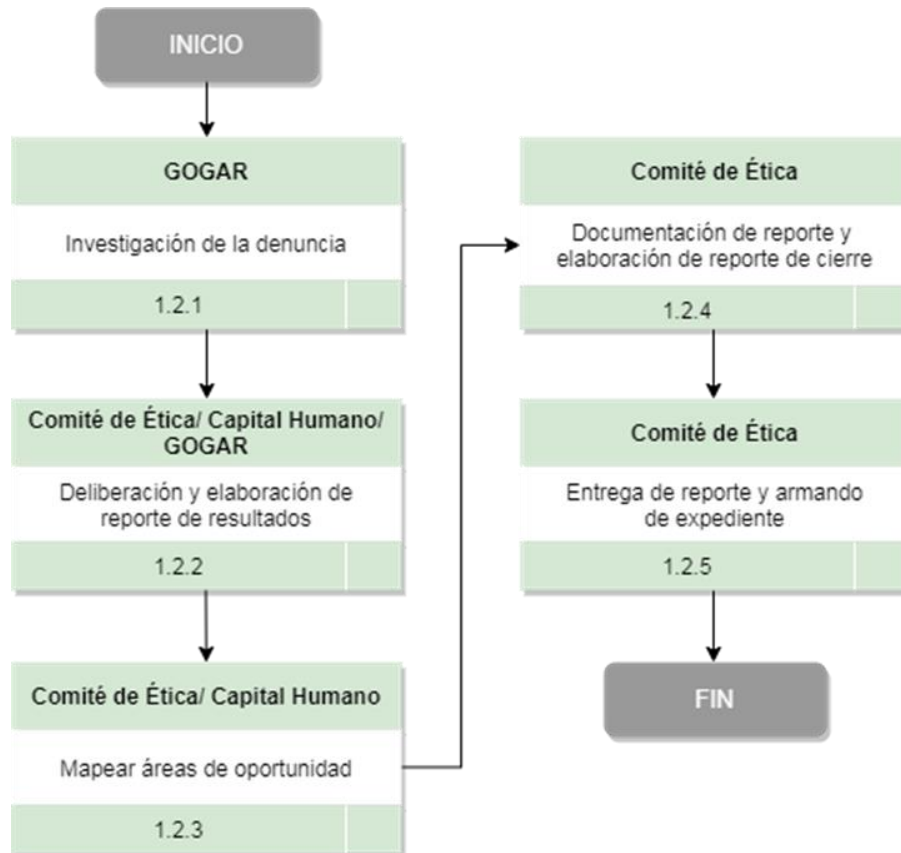 INICIO
GOGAR
Investigación de la denuncia
1.2.1
Comité de Ética/ Capital Humano/
GOGAR
Deliberación y elaboración de
reporte de resultados
1.2.2
Comité de Ética/ Capital Humano
Mapear áreas de oportunidad
1.2.3
Comité de Ética
Documentación de reporte y
elaboración de reporte de cierre
1.2.4
Comité de Ética
Entrega de reporte y armando
de expediente
1.2.5
FIN